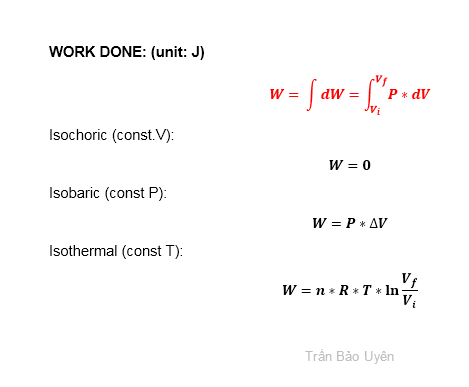 WORK DONE: (unit: J)
W = ∫ dW = ∫_{V_i}^{V_f} P * dV
Isochoric (const.V):
W = 0
Isobaric (const P):
W = P * ΔV
Isothermal (const T):
W = n * R * T * ln V_f/V_i
Trần Bảo Uyên